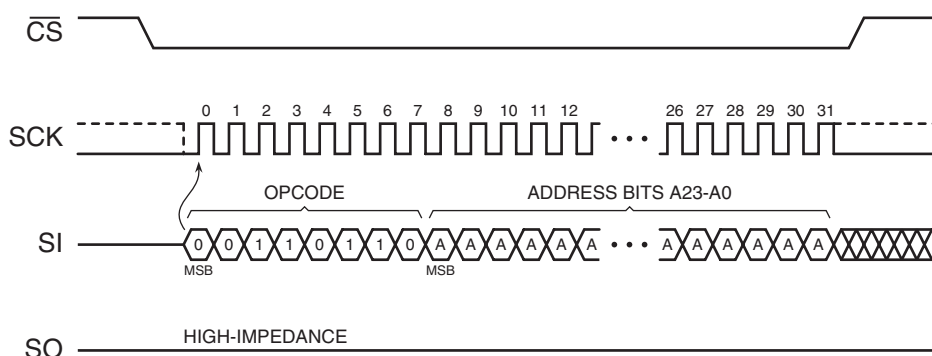 CS
0 1 2 3 4 5 6 7 8 9 10 11 12 26 27 28 29 30 31
SCK
OPCODE ADDRESS BITS A23-A0
SI 0 0 1 1 0 1 1 0 A A A A A A A A A A A A
MSB MSB
HIGH-IMPEDANCE
SO